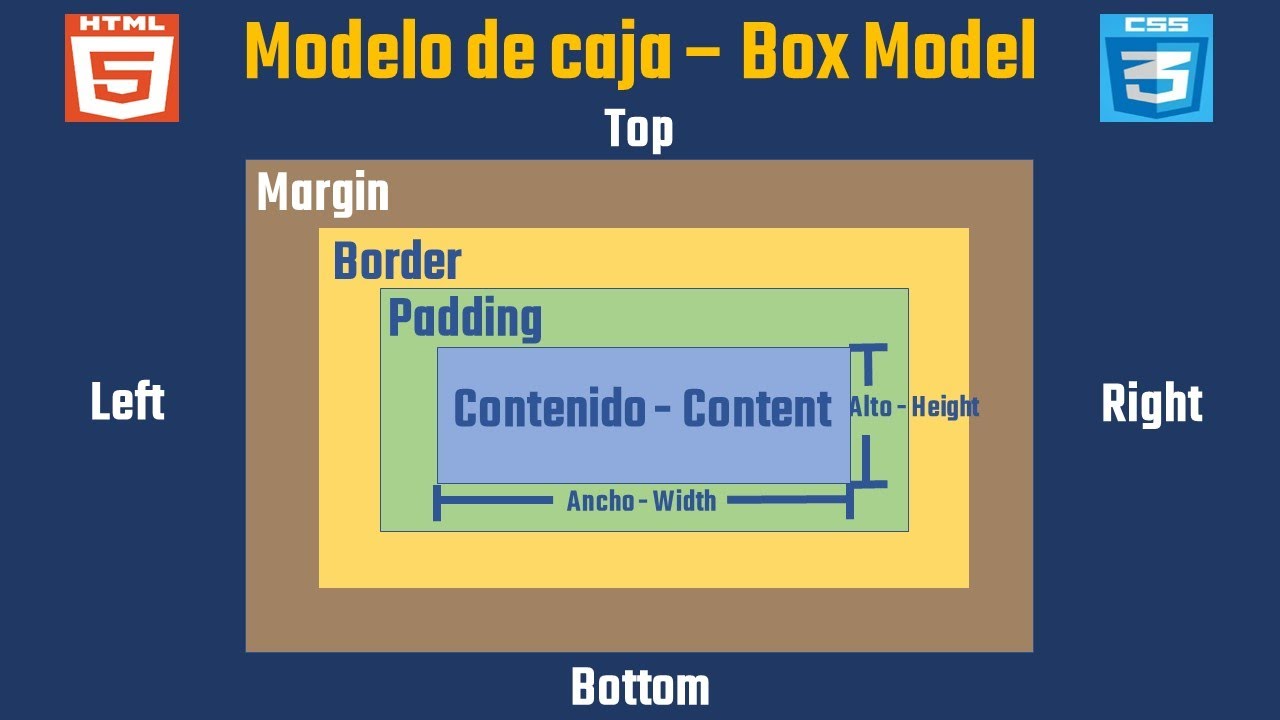 HTML
5
CSS
3
Modelo de caja – Box Model
Top
Margin
Border
Padding
Left
Contenido - Content
Alto - Height
Right
Ancho - Width
Bottom